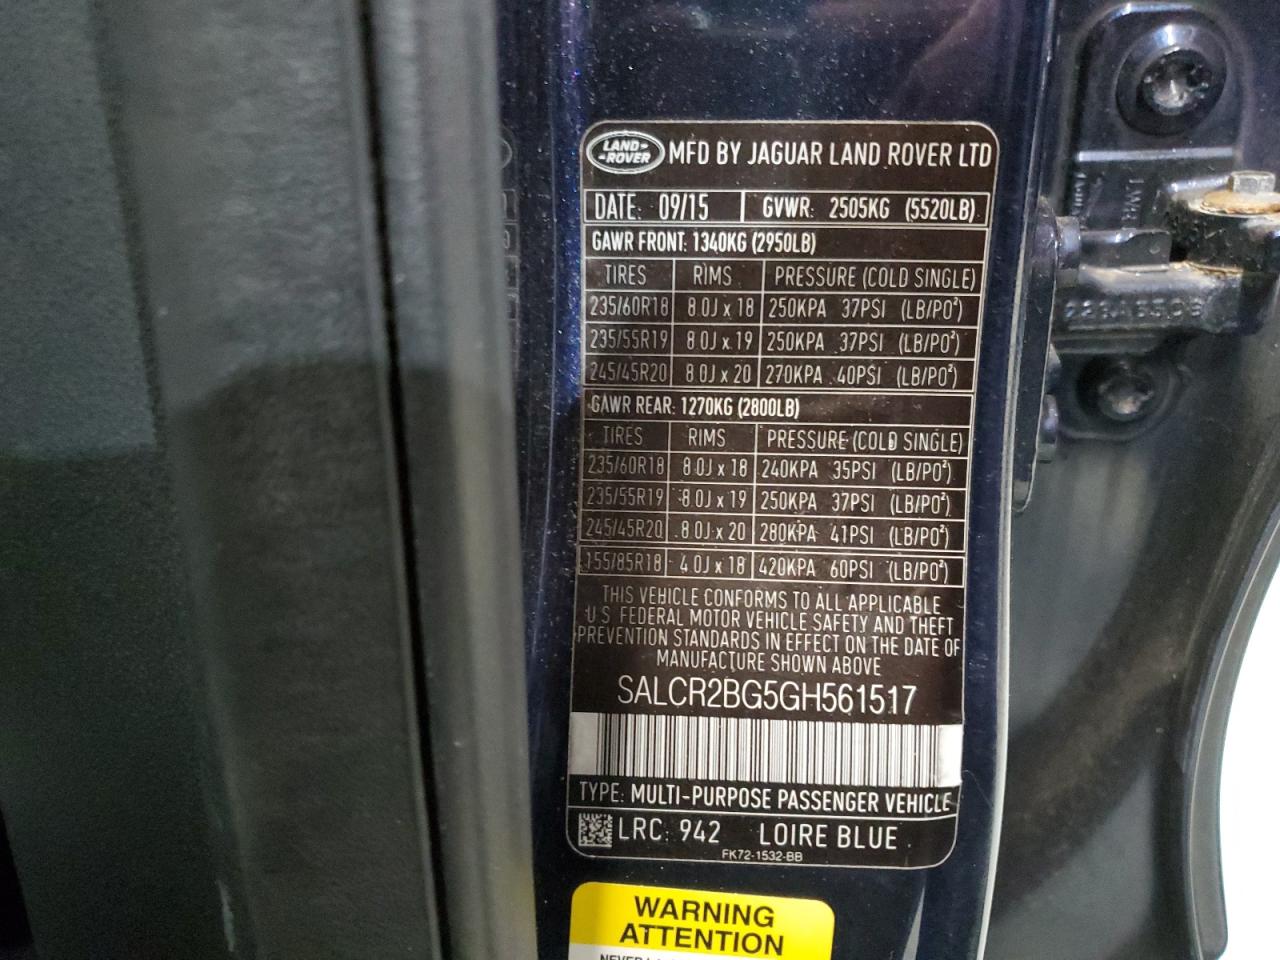 LAND-
-ROVER
MFD BY JAGUAR LAND ROVER LTD
DATE: 09/15 GVWR: 2505KG (5520LB)
GAWR FRONT: 1340KG (2950LB)
TIRES RIMS PRESSURE (COLD SINGLE)
235/60R18 8.0J x 18 250KPA 37PSI (LB/PO²)
235/55R19 8.0J x 19 250KPA 37PSI (LB/PO²)
245/45R20 8.0J x 20 270KPA 40PSI (LB/PO²)
GAWR REAR: 1270KG (2800LB)
TIRES RIMS PRESSURE (COLD SINGLE)
235/60R18 8.0J x 18 240KPA 35PSI (LB/PO²)
235/55R19 8.0J x 19 250KPA 37PSI (LB/PO²)
245/45R20 8.0J x 20 280KPA 41PSI (LB/PO²)
155/85R18 4.0J x 18 420KPA 60PSI (LB/PO²)
THIS VEHICLE CONFORMS TO ALL APPLICABLE
U.S. FEDERAL MOTOR VEHICLE SAFETY AND THEFT
PREVENTION STANDARDS IN EFFECT ON THE DATE OF
MANUFACTURE SHOWN ABOVE
SALCR2BG5GH561517
TYPE: MULTI-PURPOSE PASSENGER VEHICLE
LRC: 942 LOIRE BLUE
FK72-1532-BB
WARNING
ATTENTION